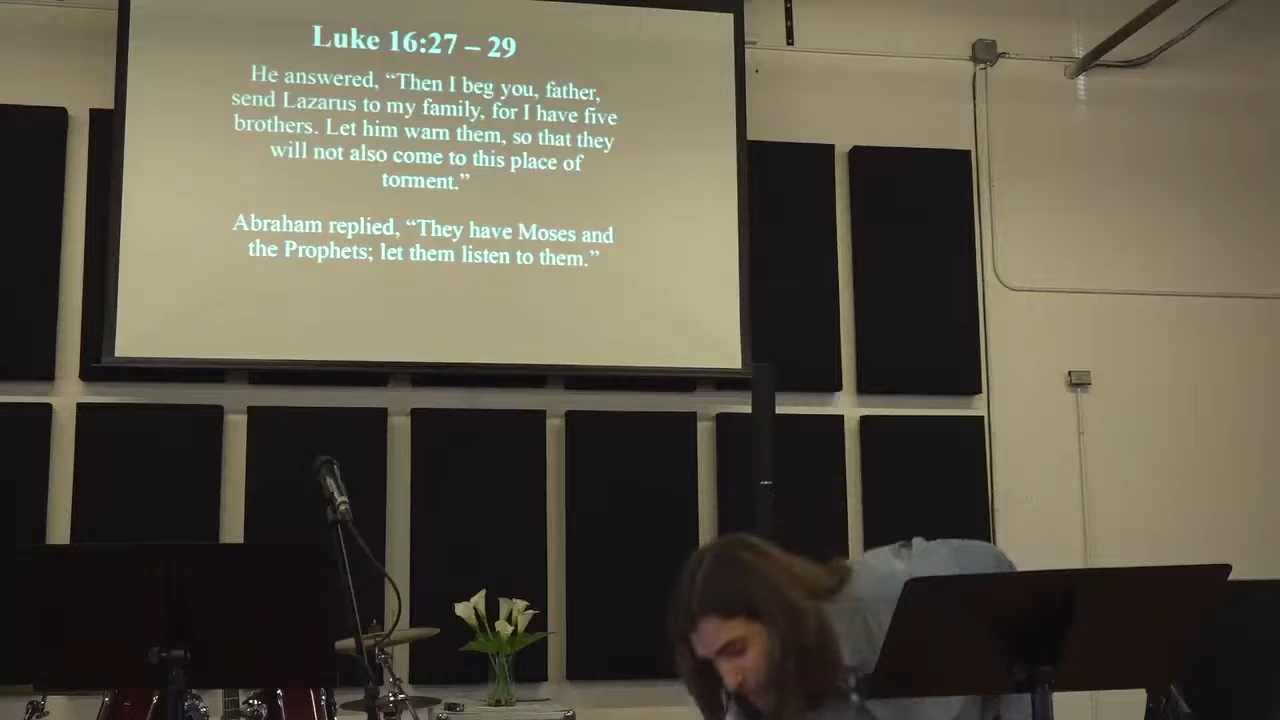 Luke 16:27 – 29
He answered, “Then I beg you, father,
send Lazarus to my family, for I have five
brothers. Let him warn them, so that they
will not also come to this place of
torment.”
Abraham replied, “They have Moses and
the Prophets; let them listen to them.”